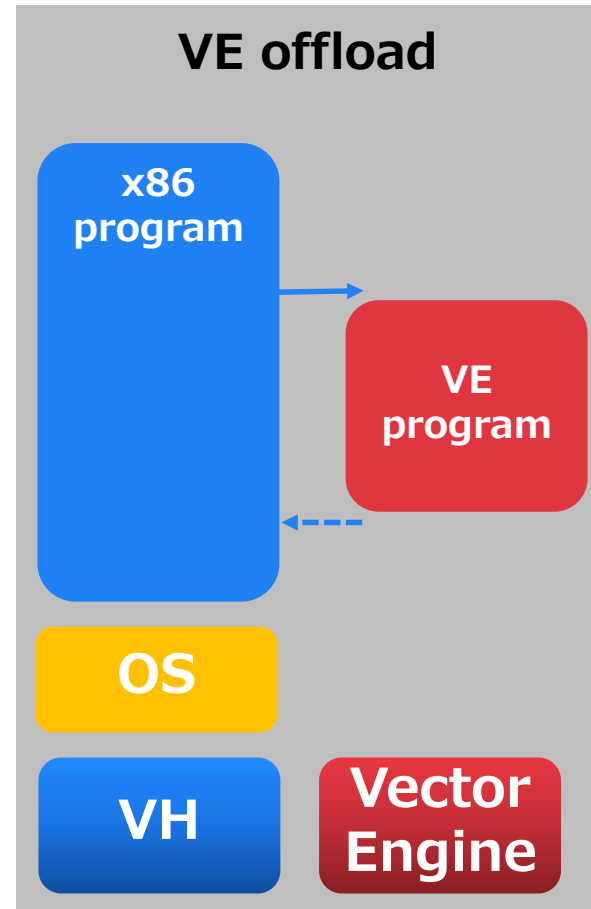 VE offload
x86
program
VE
program
OS
VH
Vector
Engine